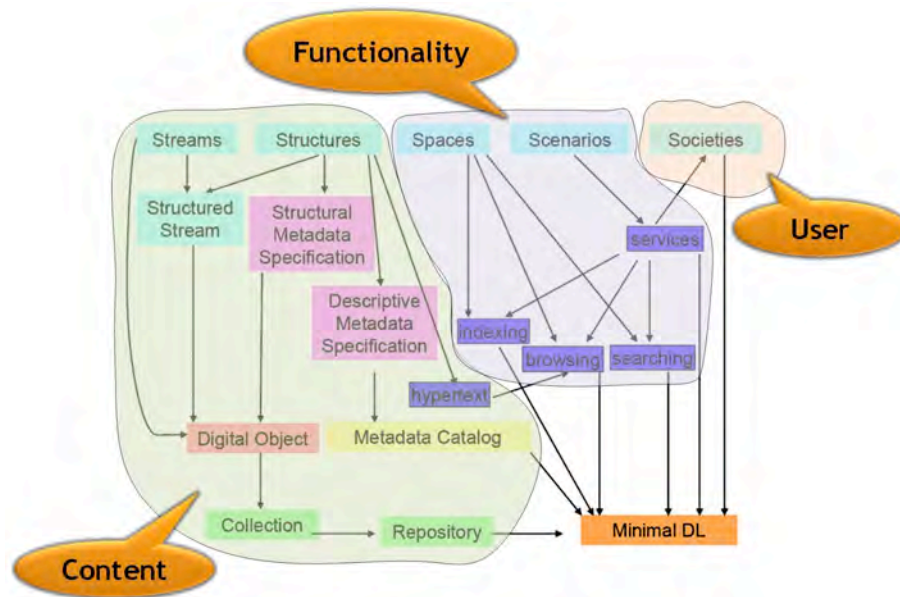 Functionality
Streams
Structures
Spaces
Scenarios
Societies
Structured
Stream
Structural
Metadata
Specification
services
User
Descriptive
Metadata
Specification
indexing
browsing
searching
hypertext
Digital Object
Metadata Catalog
Collection
Repository
Minimal DL
Content